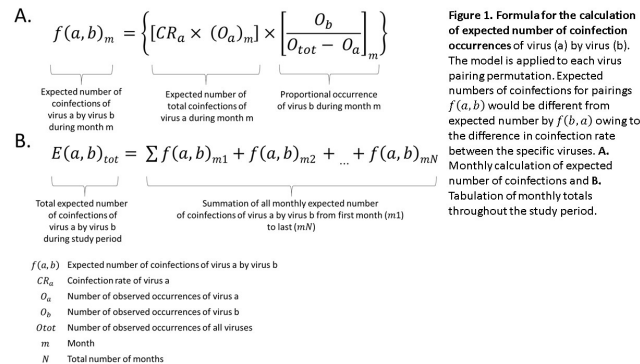 A.
f(a,b)ₘ = {[CRₐ × (Oₐ)ₘ] × [O_b / (O_tot − Oₐ)]ₘ}
Expected number of
coinfections of
virus a by virus b
during month m
Expected number of
total coinfections of
virus a during month m
Proportional occurrence
of virus b during month m
B.
E(a,b)_tot = Σ f(a,b)_m1 + f(a,b)_m2 + ... + f(a,b)_mN
Total expected
number of
coinfections of
virus a by virus b
during study period
Summation of all monthly expected number
of coinfections of virus a by virus b from first month (m1)
to last (mN)
f(a,b) Expected number of coinfections of virus a by virus b
CRₐ Coinfection rate of virus a
Oₐ Number of observed occurrences of virus a
O_b Number of observed occurrences of virus b
Otot Number of observed occurrences of all viruses
m Month
N Total number of months
Figure 1. Formula for the calculation
of expected number of coinfection
occurrences of virus (a) by virus (b).
The model is applied to each virus
pairing permutation. Expected
numbers of coinfections for pairings
f(a,b) would be different from
expected number by f(b,a) owing to
the difference in coinfection rate
between the specific viruses. A.
Monthly calculation of expected
number of coinfections and B.
Tabulation of monthly totals
throughout the study period.